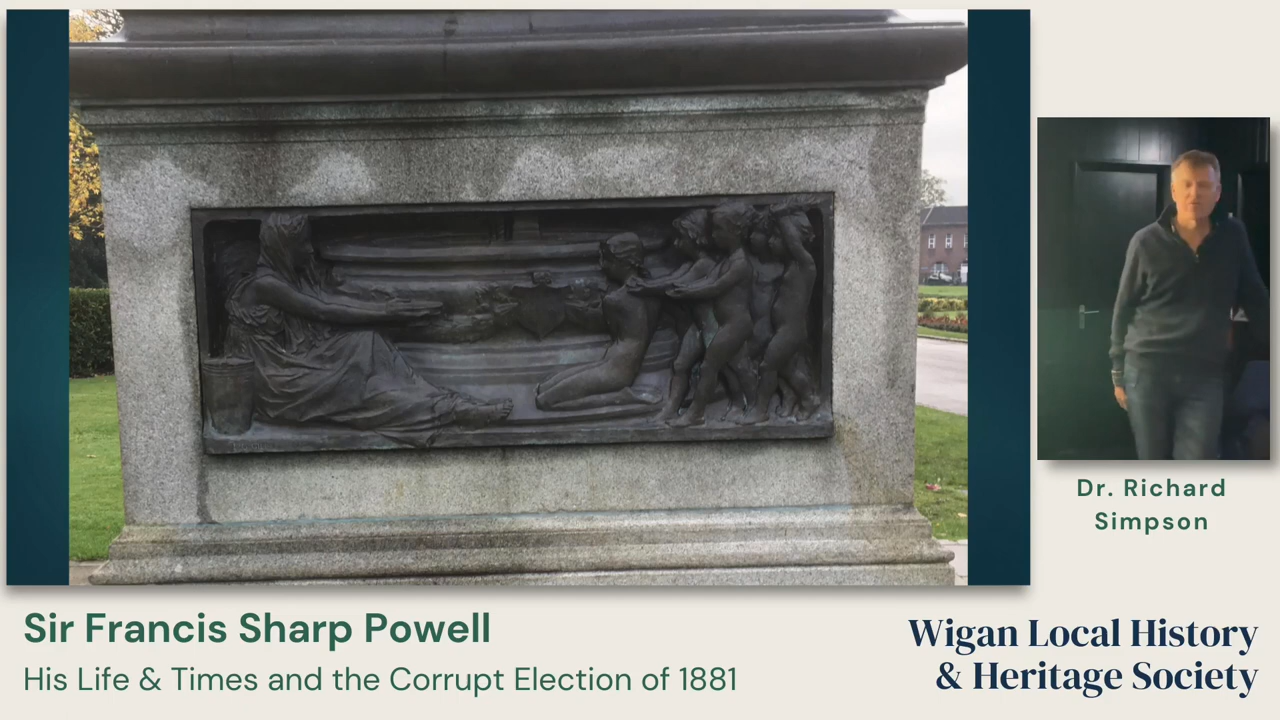 Dr. Richard
Simpson
Sir Francis Sharp Powell
His Life & Times and the Corrupt Election of 1881
Wigan Local History
& Heritage Society